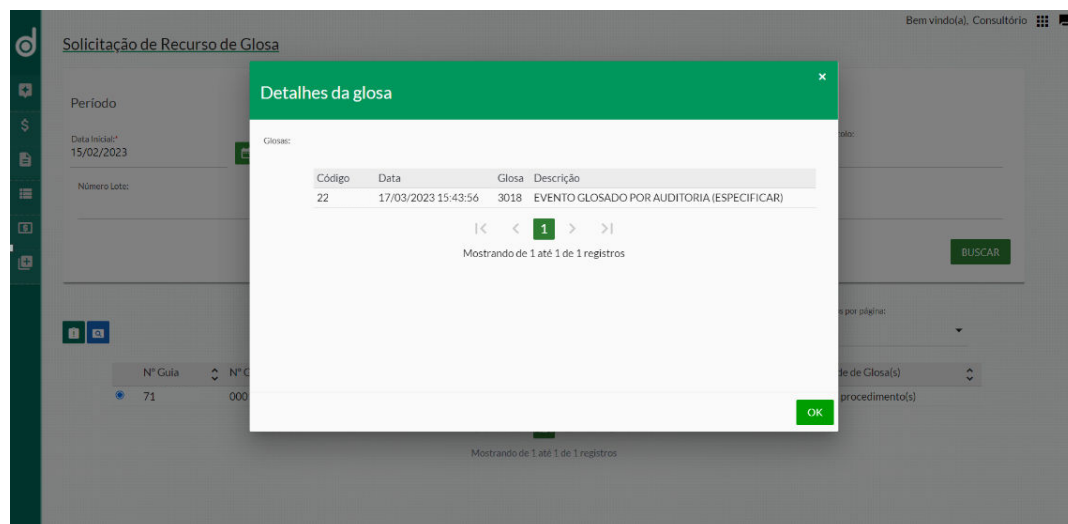 Bem vindo(a), Consultório
Solicitação de Recurso de Glosa
Detalhes da glosa
×
Período
Data Inicial:*
15/02/2023
Número Lote:
BUSCAR
Glosas:
Código Data Glosa Descrição
22 17/03/2023 15:43:56 3018 EVENTO GLOSADO POR AUDITORIA (ESPECIFICAR)
1
Mostrando de 1 até 1 de 1 registros
por página:
Nº Guia
de Glosa(s)
71 000
procedimento(s)
OK
Mostrando de 1 até 1 de 1 registros